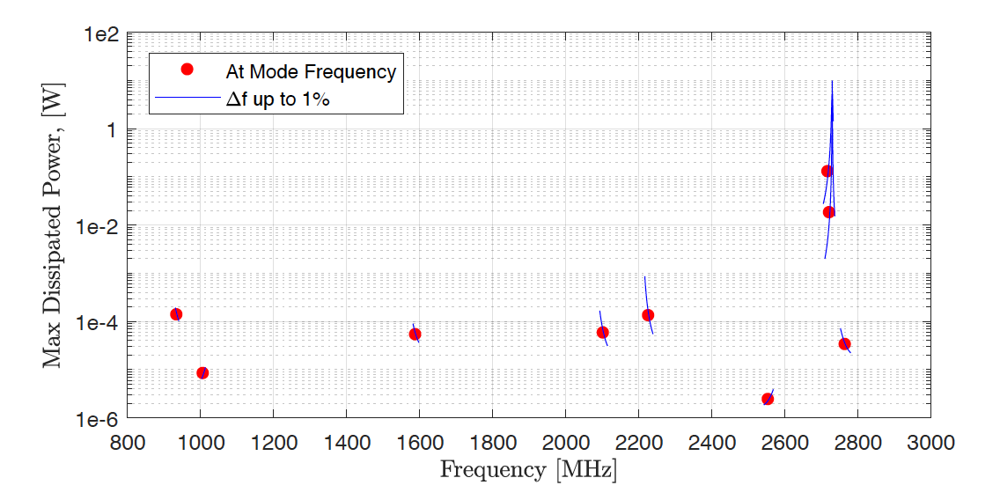 1e2
1
1e-2
1e-4
1e-6
Max Dissipated Power, [W]
At Mode Frequency
Δf up to 1%
800 1000 1200 1400 1600 1800 2000 2200 2400 2600 2800 3000
Frequency [MHz]